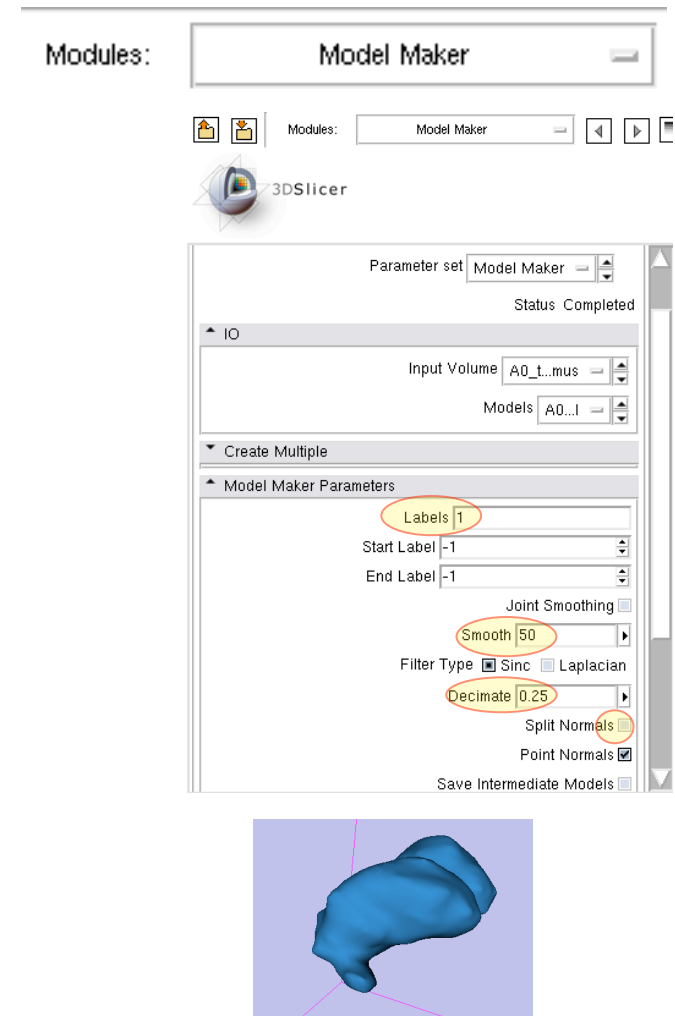 Modules: Model Maker
Modules: Model Maker
3DSlicer
Parameter set Model Maker
Status Completed
IO
Input Volume A0_t...mus
Models A0...l
Create Multiple
Model Maker Parameters
Labels 1
Start Label -1
End Label -1
Joint Smoothing
Smooth 50
Filter Type Sinc Laplacian
Decimate 0.25
Split Normals
Point Normals
Save Intermediate Models